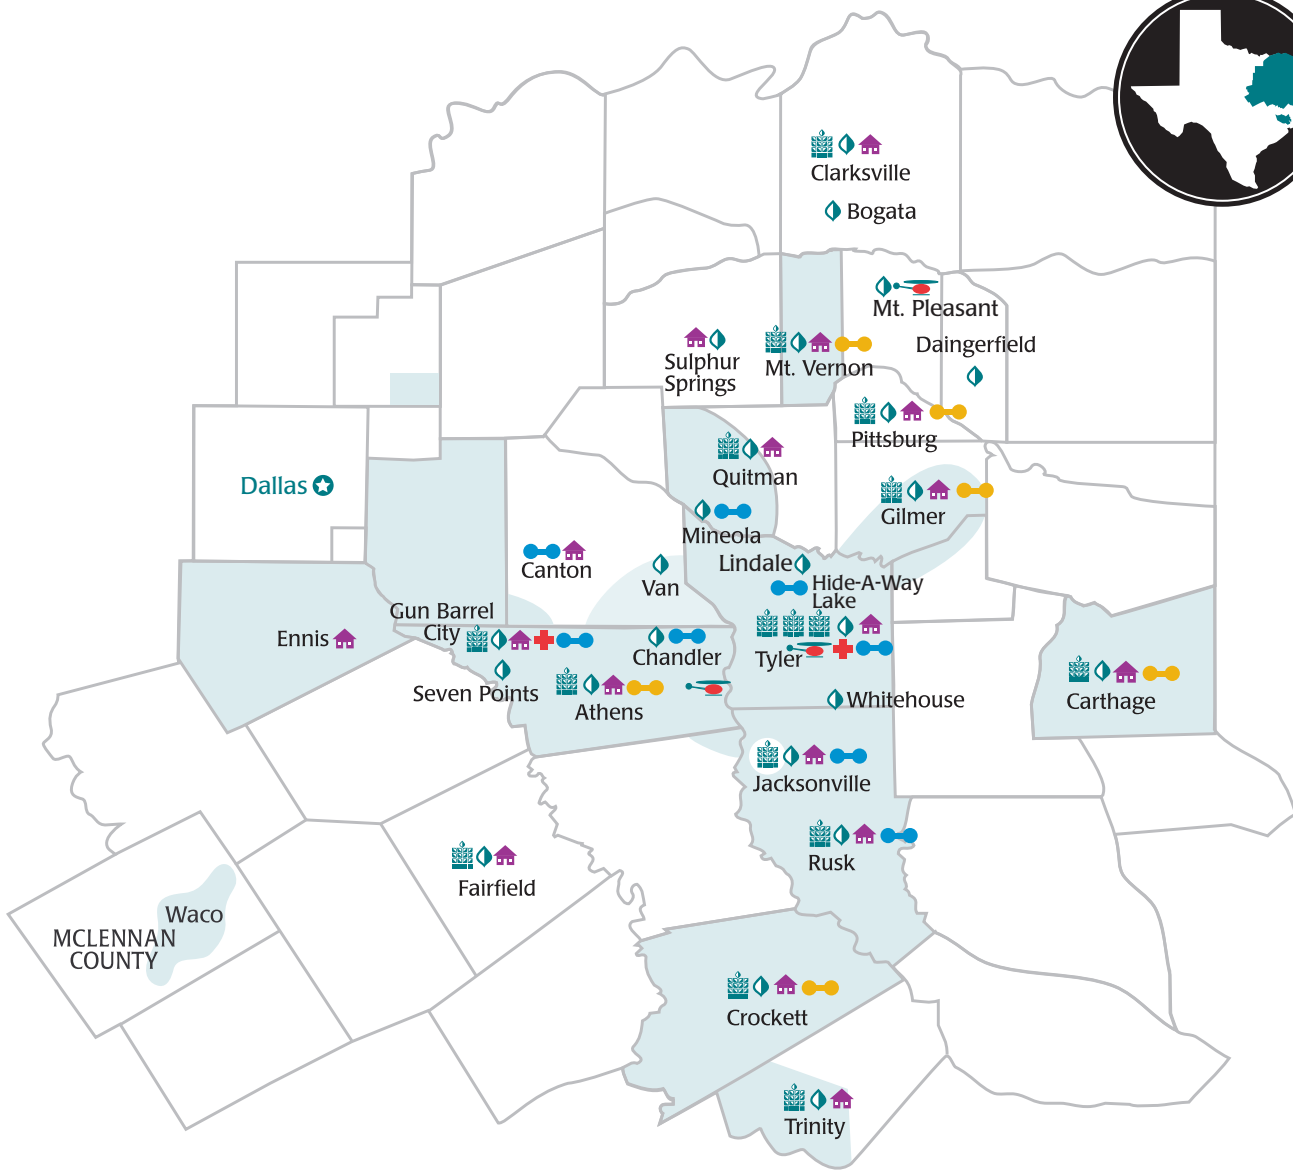 Clarksville
Bogata
Mt. Pleasant
Daingerfield
Sulphur
Springs
Mt. Vernon
Pittsburg
Quitman
Dallas
Gilmer
Mineola
Lindale
Canton
Van
Hide-A-Way
Lake
Gun Barrel
City
Ennis
Chandler
Tyler
Seven Points
Athens
Whitehouse
Carthage
Jacksonville
Rusk
Fairfield
Waco
MCLENNAN
COUNTY
Crockett
Trinity